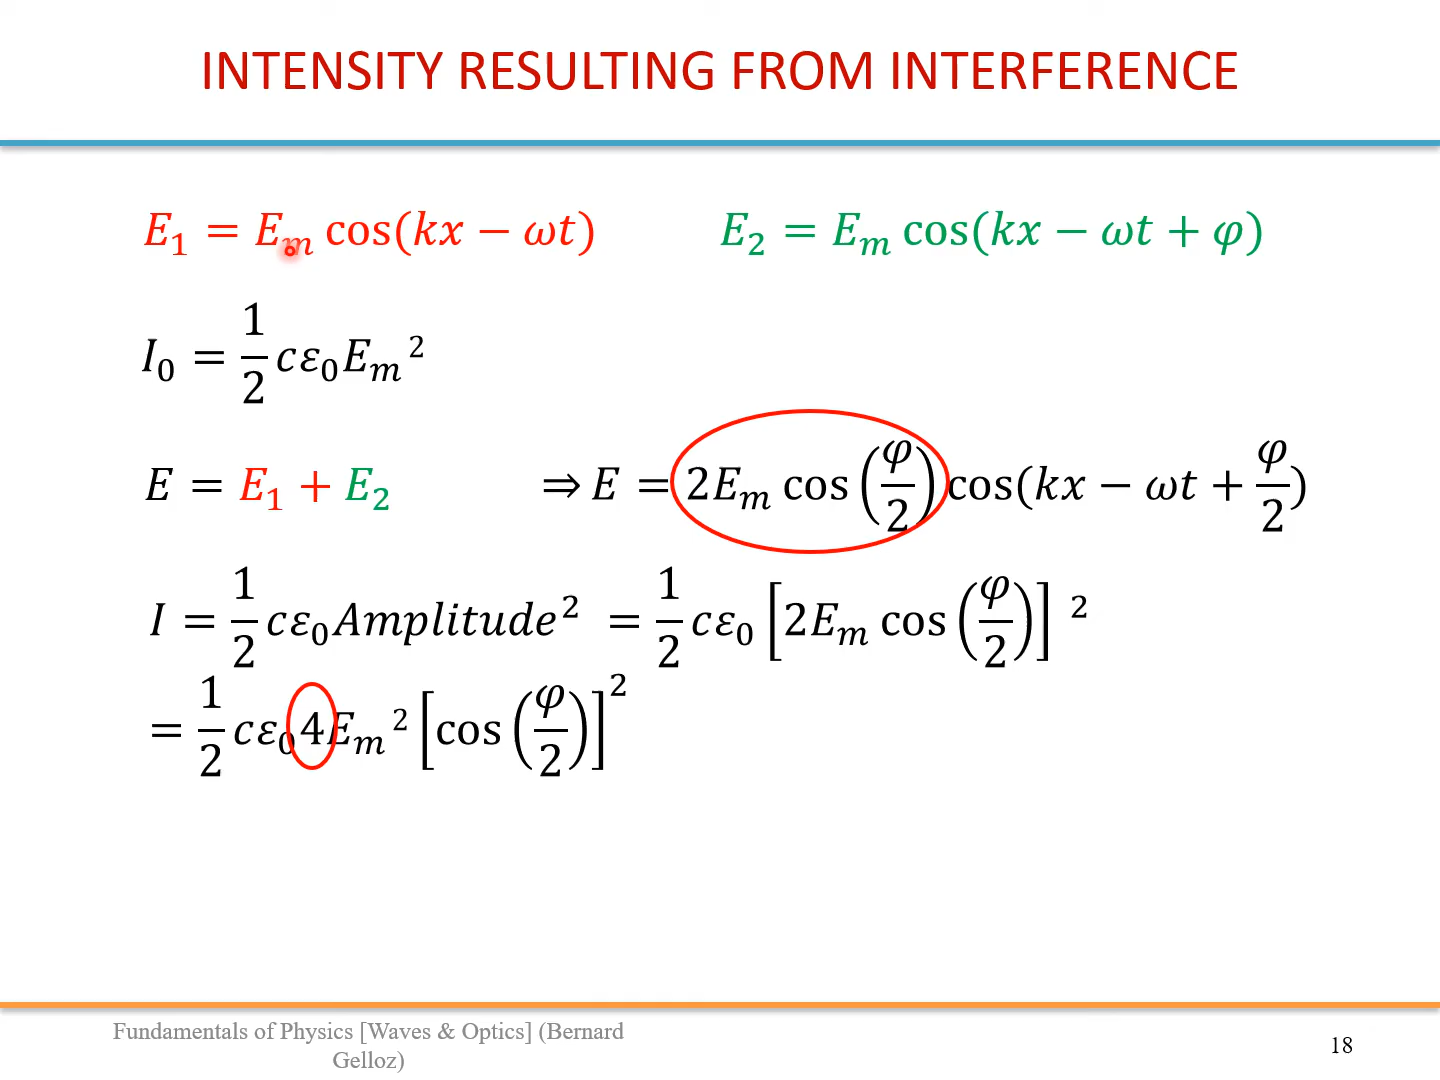 INTENSITY RESULTING FROM INTERFERENCE
E₁ = Eₘ cos(kx − ωt) E₂ = Eₘ cos(kx − ωt + φ)
I₀ = 1/2 cε₀Eₘ²
E = E₁ + E₂ ⇒ E = 2Eₘ cos(φ/2) cos(kx − ωt + φ/2)
I = 1/2 cε₀Amplitude² = 1/2 cε₀ [2Eₘ cos(φ/2)]²
= 1/2 cε₀4Eₘ² [cos(φ/2)]²
Fundamentals of Physics [Waves & Optics] (Bernard
Gelloz)
18